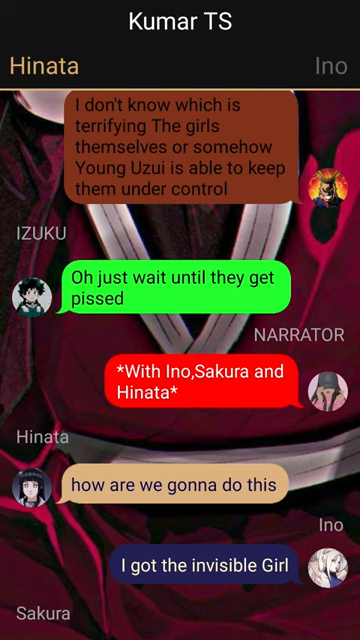 Kumar TS
Hinata
Ino
I don't know which is
terrifying The girls
themselves or somehow
Young Uzui is able to keep
them under control
IZUKU
Oh just wait until they get
pissed
NARRATOR
*With Ino,Sakura and
Hinata*
Hinata
how are we gonna do this
Ino
I got the invisible Girl
Sakura